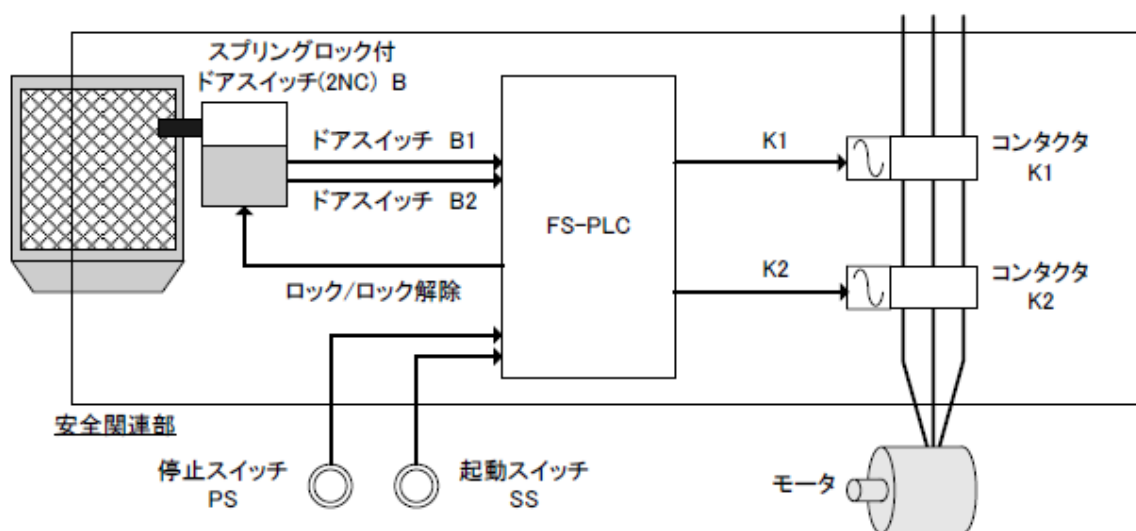 スプリングロック付
ドアスイッチ(2NC) B
ドアスイッチ B1
ドアスイッチ B2
ロック/ロック解除
FS-PLC
K1
K2
コンタクタ
K1
コンタクタ
K2
安全関連部
停止スイッチ
PS
起動スイッチ
SS
モータ